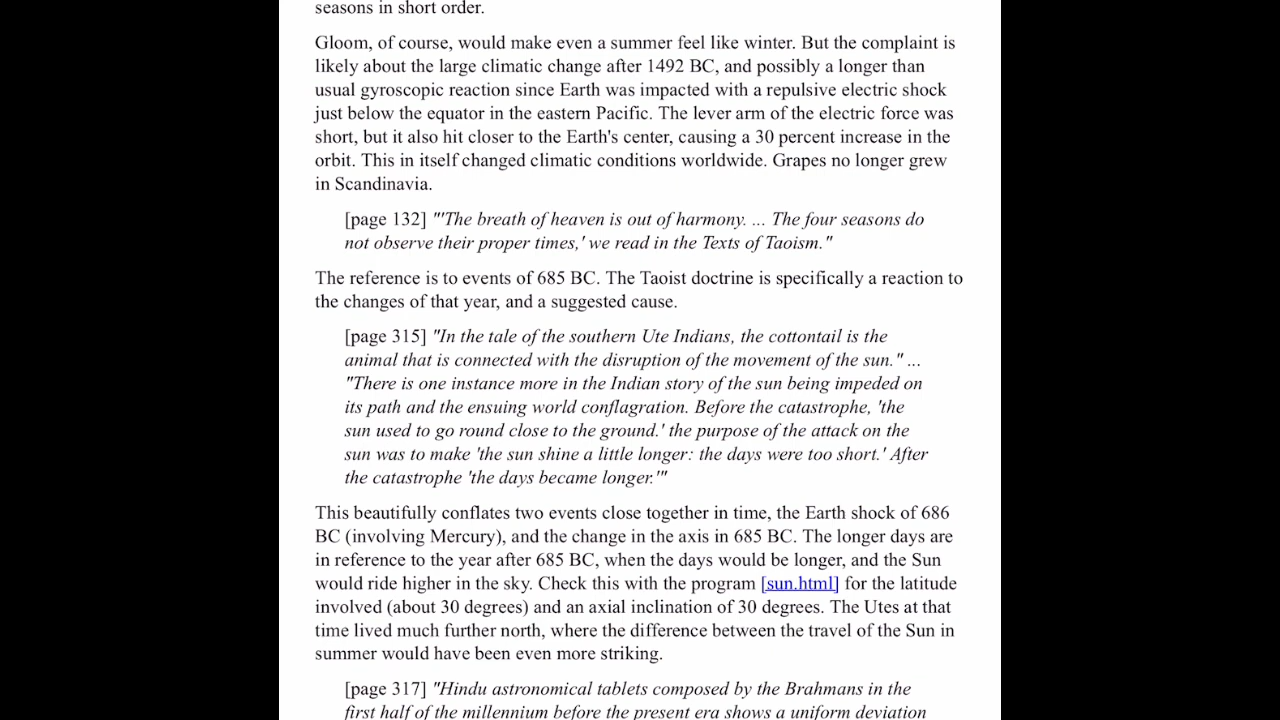 seasons in short order.
Gloom, of course, would make even a summer feel like winter. But the complaint is
likely about the large climatic change after 1492 BC, and possibly a longer than
usual gyroscopic reaction since Earth was impacted with a repulsive electric shock
just below the equator in the eastern Pacific. The lever arm of the electric force was
short, but it also hit closer to the Earth's center, causing a 30 percent increase in the
orbit. This in itself changed climatic conditions worldwide. Grapes no longer grew
in Scandinavia.
[page 132] "'The breath of heaven is out of harmony. ... The four seasons do
not observe their proper times,' we read in the Texts of Taoism."
The reference is to events of 685 BC. The Taoist doctrine is specifically a reaction to
the changes of that year, and a suggested cause.
[page 315] "In the tale of the southern Ute Indians, the cottontail is the
animal that is connected with the disruption of the movement of the sun." ...
"There is one instance more in the Indian story of the sun being impeded on
its path and the ensuing world conflagration. Before the catastrophe, 'the
sun used to go round close to the ground.' the purpose of the attack on the
sun was to make 'the sun shine a little longer: the days were too short.' After
the catastrophe 'the days became longer.'"
This beautifully conflates two events close together in time, the Earth shock of 686
BC (involving Mercury), and the change in the axis in 685 BC. The longer days are
in reference to the year after 685 BC, when the days would be longer, and the Sun
would ride higher in the sky. Check this with the program [sun.html] for the latitude
involved (about 30 degrees) and an axial inclination of 30 degrees. The Utes at that
time lived much further north, where the difference between the travel of the Sun in
summer would have been even more striking.
[page 317] "Hindu astronomical tablets composed by the Brahmans in the
first half of the millennium before the present era shows a uniform deviation